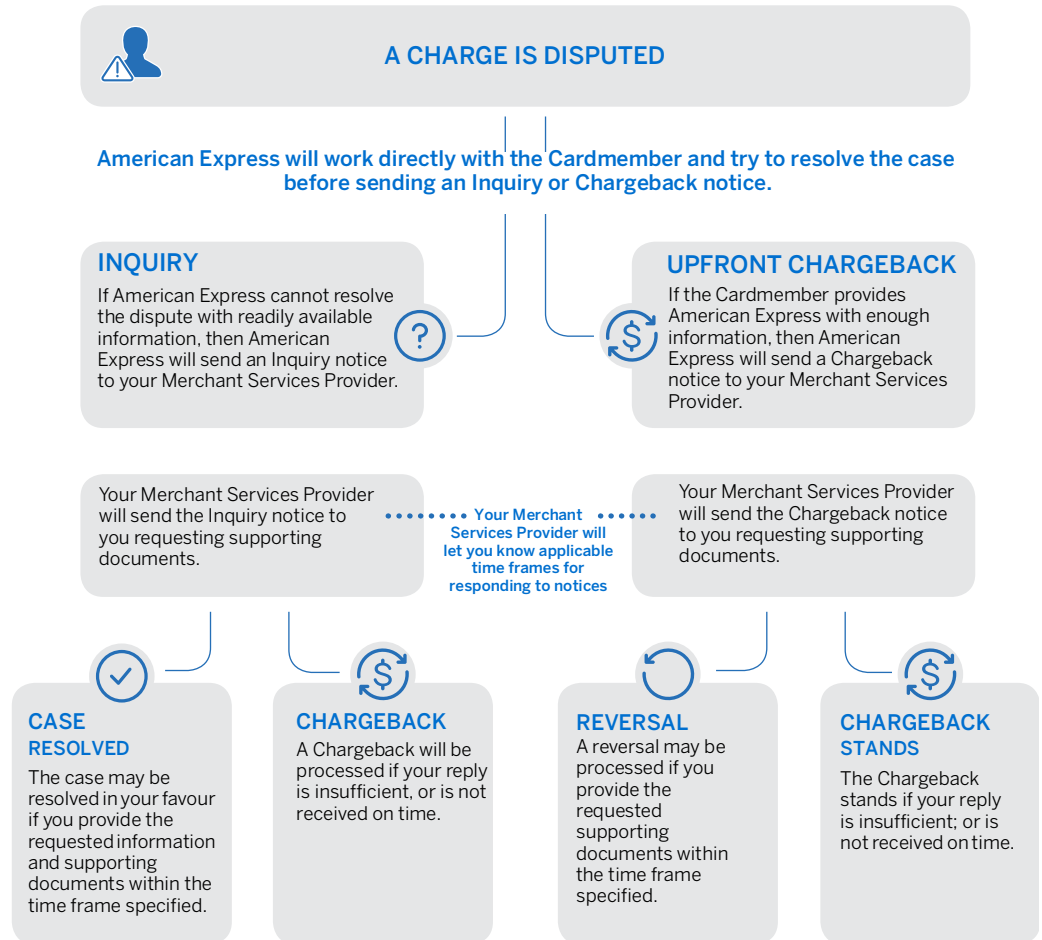 A CHARGE IS DISPUTED
American Express will work directly with the Cardmember and try to resolve the case
before sending an Inquiry or Chargeback notice.
INQUIRY
If American Express cannot resolve
the dispute with readily available
information, then American
Express will send an Inquiry notice
to your Merchant Services Provider.
?
UPFRONT CHARGEBACK
If the Cardmember provides
American Express with enough
information, then American
Express will send a Chargeback
notice to your Merchant Services
Provider.
$
Your Merchant Services Provider
will send the Inquiry notice to
you requesting supporting
documents.
Your Merchant
Services Provider will
let you know applicable
time frames for
responding to notices
Your Merchant Services Provider
will send the Chargeback notice
to you requesting supporting
documents.
CASE
RESOLVED
The case may be
resolved in your favour
if you provide the
requested information
and supporting
documents within the
time frame specified.
$
CHARGEBACK
A Chargeback will be
processed if your reply
is insufficient, or is not
received on time.
REVERSAL
A reversal may be
processed if you
provide the
requested
supporting
documents within
the time frame
specified.
$
CHARGEBACK
STANDS
The Chargeback
stands if your reply
is insufficient; or is
not received on time.